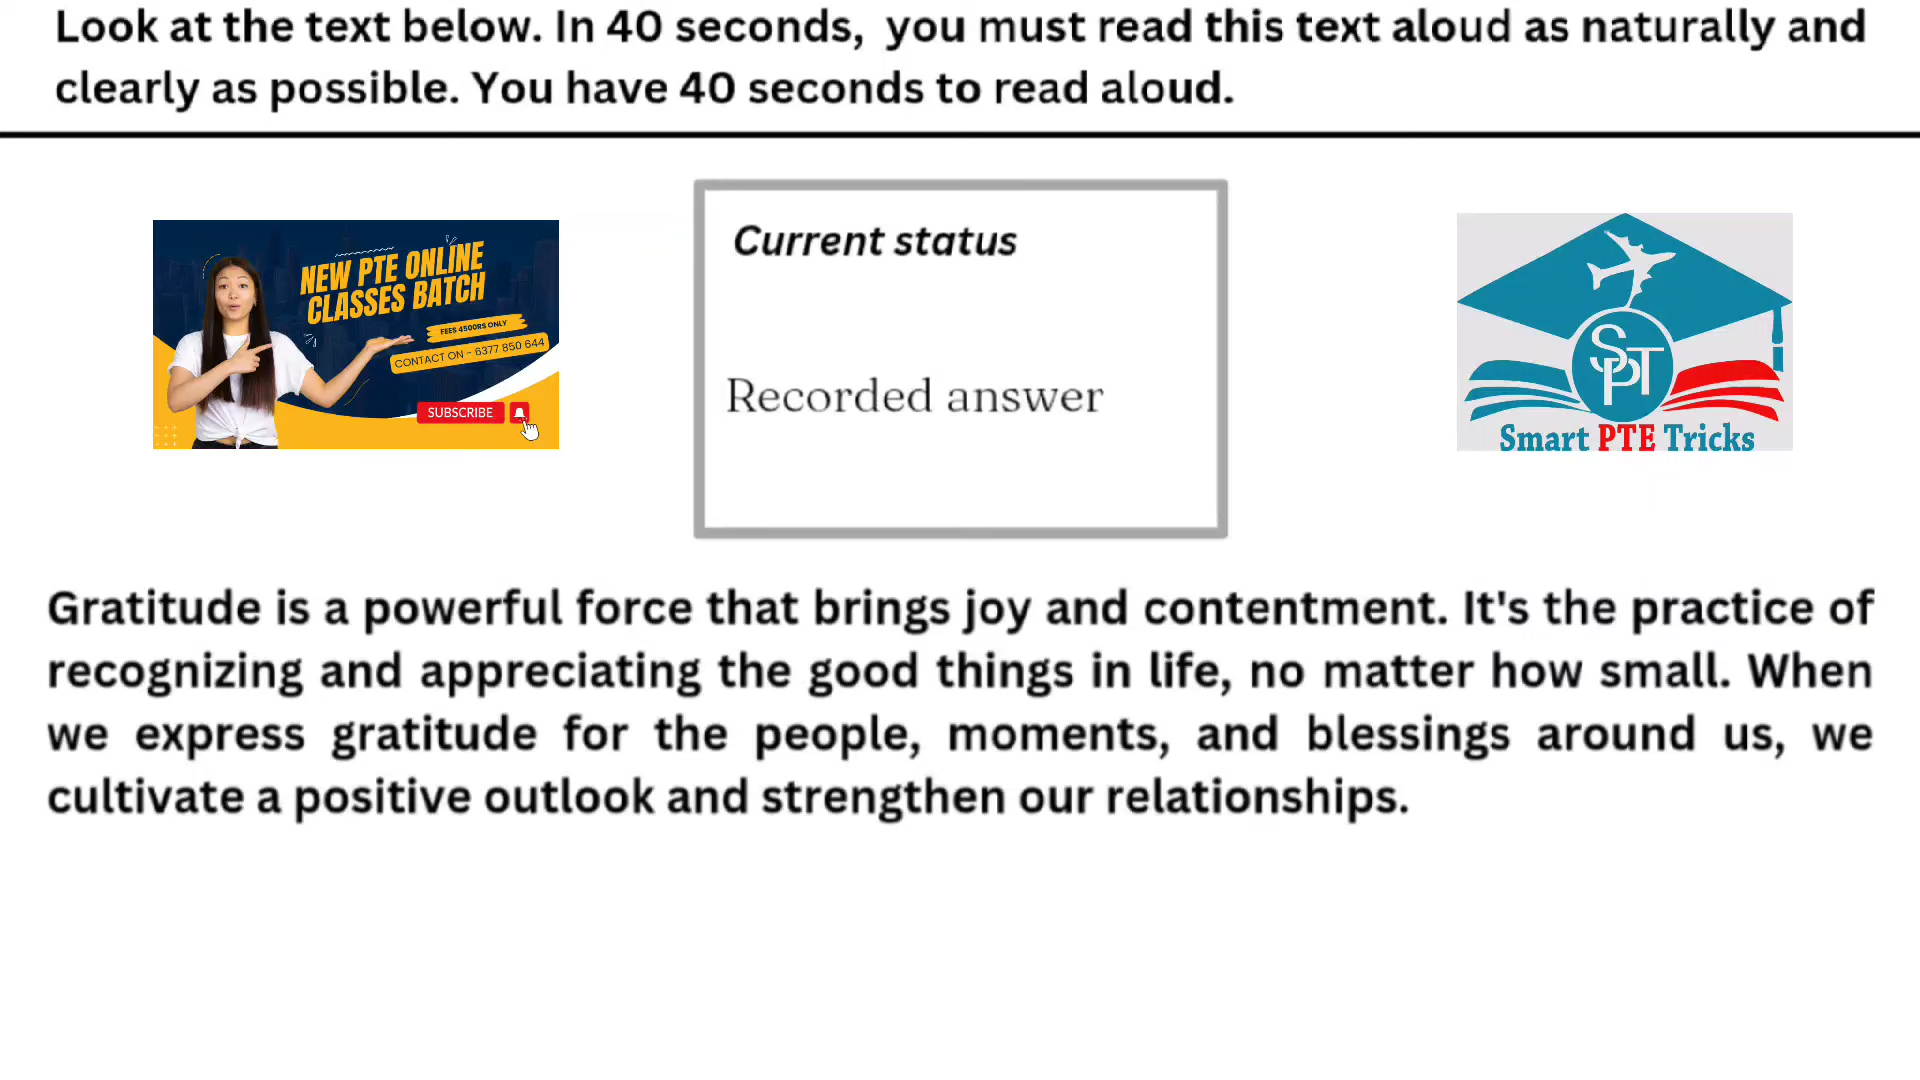 Look at the text below. In 40 seconds, you must read this text aloud as naturally and
clearly as possible. You have 40 seconds to read aloud.
NEW PTE ONLINE
CLASSES BATCH
FEES 4500RS ONLY
CONTACT ON - 6377 850 644
SUBSCRIBE
Current status
Recorded answer
SPT
Smart PTE Tricks
Gratitude is a powerful force that brings joy and contentment. It's the practice of
recognizing and appreciating the good things in life, no matter how small. When
we express gratitude for the people, moments, and blessings around us, we
cultivate a positive outlook and strengthen our relationships.